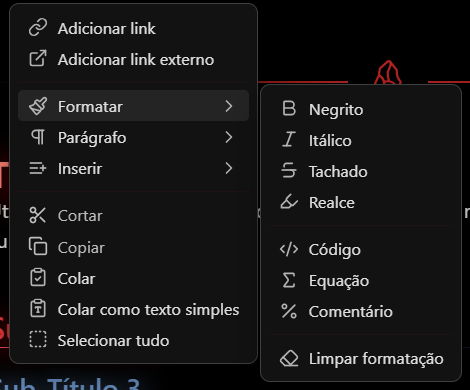 Adicionar link
Adicionar link externo
Formatar
Parágrafo
Inserir
Cortar
Copiar
Colar
Colar como texto simples
Selecionar tudo
Negrito
Itálico
Tachado
Realce
Código
Equação
Comentário
Limpar formatação
Sub-Título 3